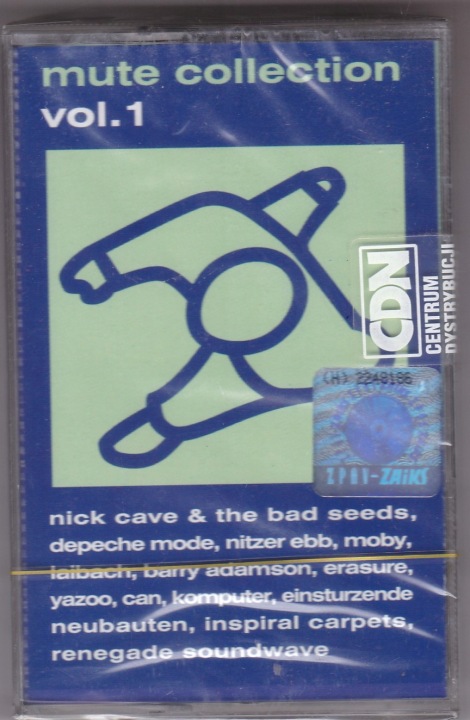 mute collection
vol.1
CDN
CENTRUM
DYSTRYBUCJI
(H) 2249186
ZPAV-ZAiKS
nick cave & the bad seeds,
depeche mode, nitzer ebb, moby,
laibach, barry adamson, erasure,
yazoo, can, komputer, einsturzende
neubauten, inspiral carpets,
renegade soundwave